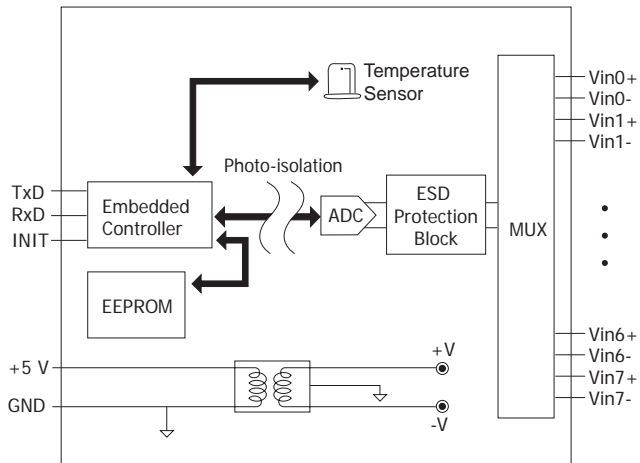 Temperature
Sensor
Vin0+
Vin0-
Vin1+
Vin1-
Photo-isolation
TxD
RxD
INIT
Embedded
Controller
ADC
ESD
Protection
Block
MUX
EEPROM
+5 V
GND
+V
-V
Vin6+
Vin6-
Vin7+
Vin7-